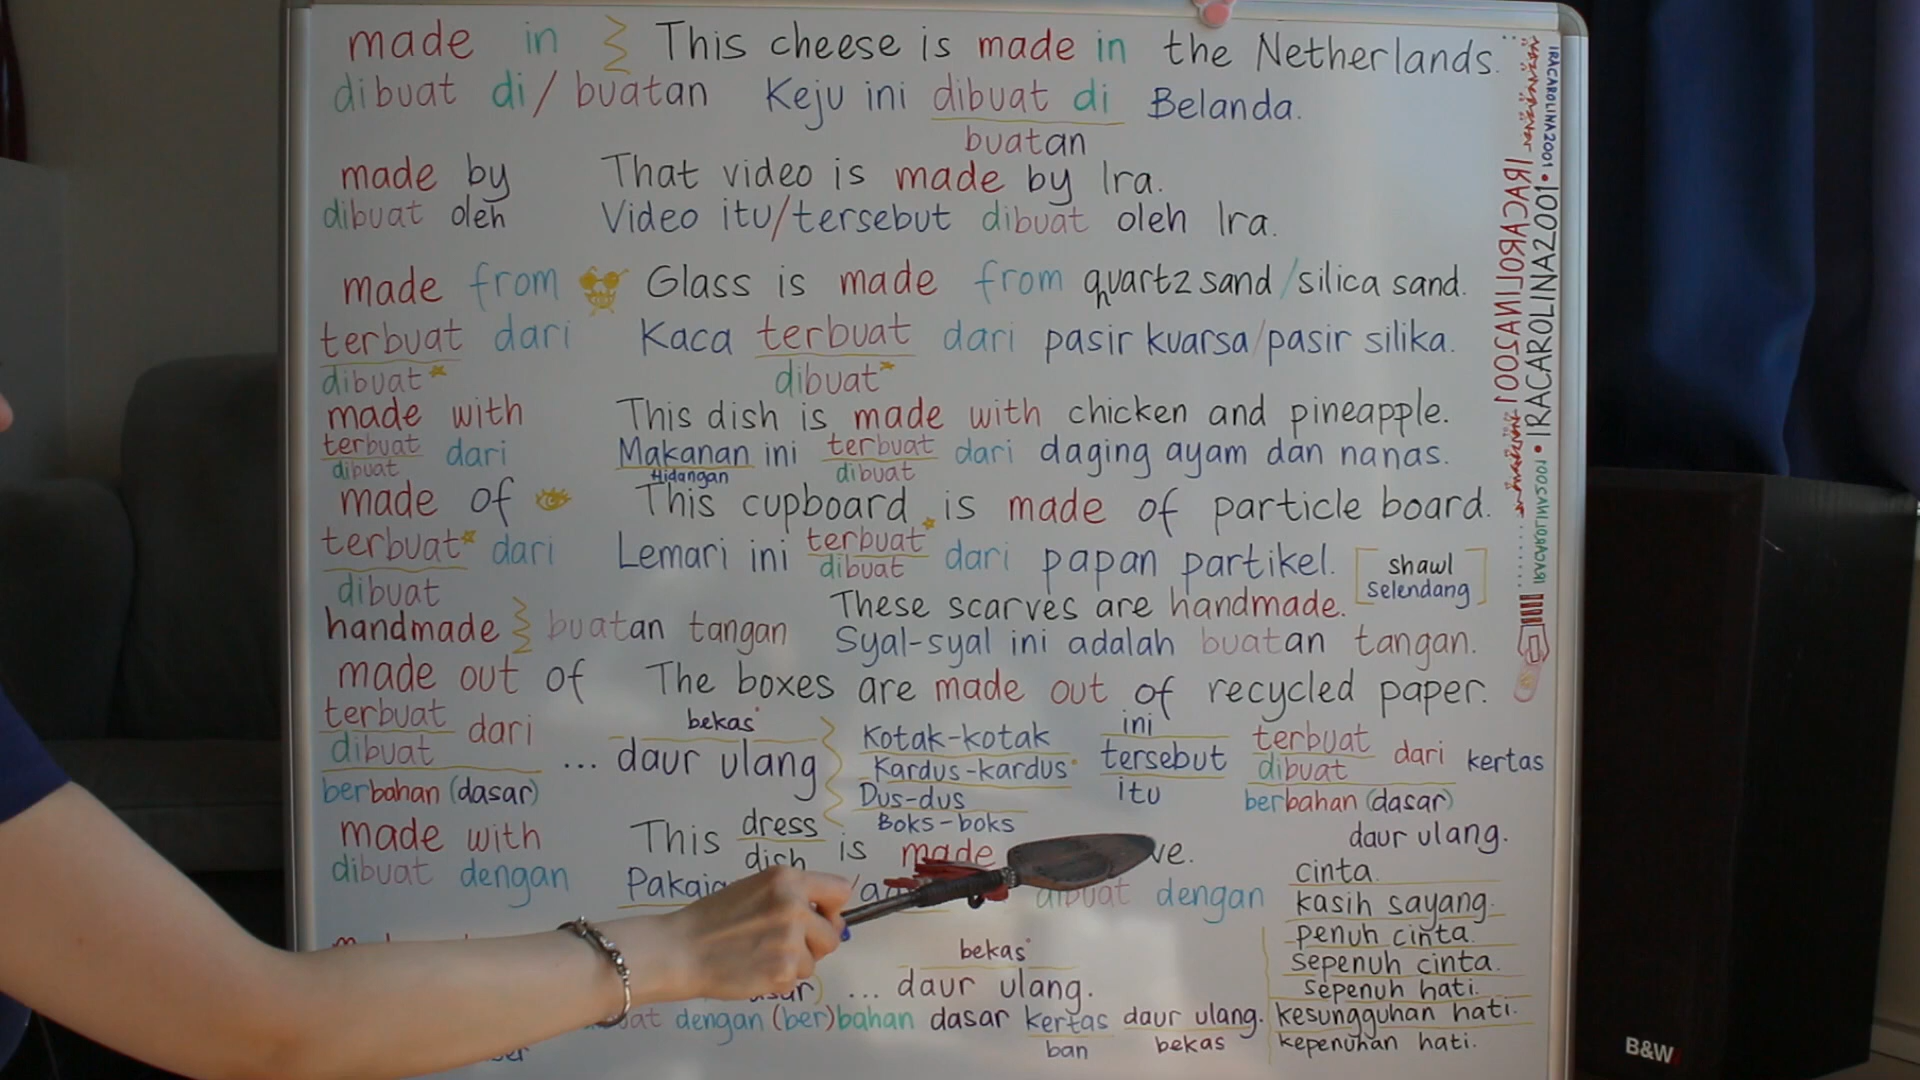 made in This cheese is made in the Netherlands.
dibuat di/ buatan Keju ini dibuat di Belanda.
buatan
made by That video is made by Ira.
dibuat oleh Video itu/tersebut dibuat oleh Ira.
made from Glass is made from quartz sand/silica sand.
terbuat dari Kaca terbuat dari pasir kuarsa/pasir silika.
dibuat* dibuat*
made with This dish is made with chicken and pineapple.
terbuat dari Makanan ini terbuat dari daging ayam dan nanas.
dibuat Hidangan dibuat
made of This cupboard is made of particle board.
terbuat* dari Lemari ini terbuat* dari papan partikel.
dibuat dibuat
shawl
selendang
These scarves are handmade.
handmade buatan tangan Syal-syal ini adalah buatan tangan.
made out of The boxes are made out of recycled paper.
terbuat dari
dibuat
berbahan (dasar)
bekas*
... daur ulang
Kotak-kotak
Kardus-kardus*
Dus-dus
Boks-boks
ini
tersebut
itu
terbuat dari kertas
dibuat
berbahan (dasar)
daur ulang.
made with This dress is made
dish
dibuat dengan dibuat dengan
cinta.
kasih sayang.
penuh cinta.
sepenuh cinta.
sepenuh hati.
kesungguhan hati.
kepenuhan hati.
bekas*
... daur ulang.
dengan (ber)bahan dasar kertas daur ulang.
ban bekas
IRACAROLINA2001
IRACAROLINA2001
IRACAROLINA2001
IRACAROLINA2001
B&W